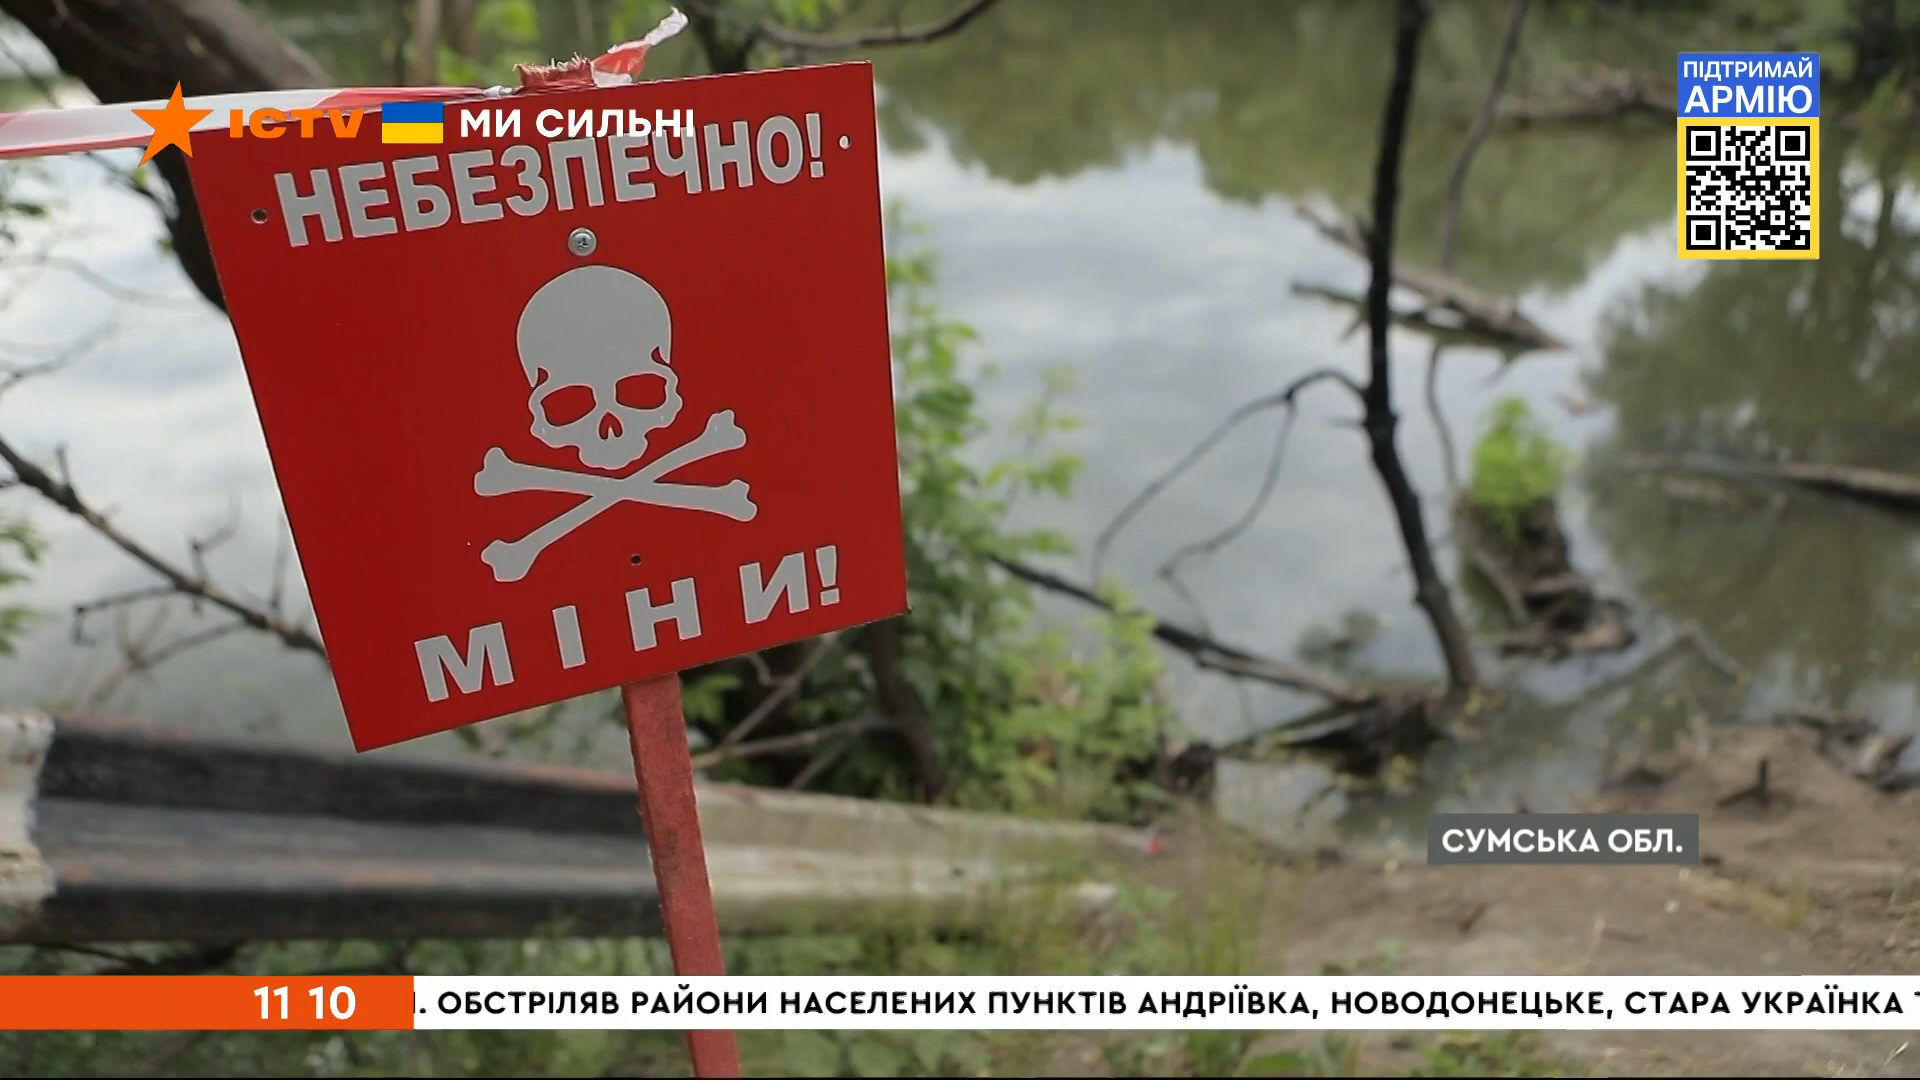 ICTV МИ СИЛЬНІ
ПІДТРИМАЙ
АРМІЮ
НЕБЕЗПЕЧНО!
МІНИ!
СУМСЬКА ОБЛ.
11 10
. ОБСТРІЛЯВ РАЙОНИ НАСЕЛЕНИХ ПУНКТІВ АНДРІЇВКА, НОВОДОНЕЦЬКЕ, СТАРА УКРАЇНКА